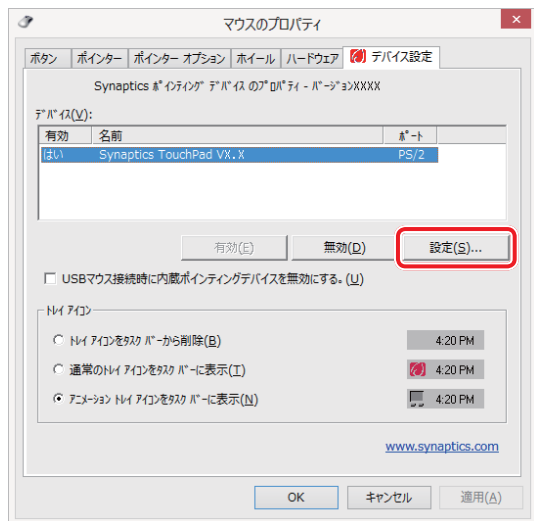 マウスのプロパティ
ボタン ポインター ポインター オプション ホイール ハードウェア デバイス設定
Synaptics ﾎﾟｲﾝﾃｨﾝｸﾞ ﾃﾞﾊﾞｲｽ のﾌﾟﾛﾊﾟﾃｨ - ﾊﾞｰｼﾞｮﾝXXXX
ﾃﾞﾊﾞｲｽ(V):
有効 名前 ﾎﾟｰﾄ
はい Synaptics TouchPad VX.X PS/2
有効(E) 無効(D) 設定(S)...
USBマウス接続時に内蔵ポインティングデバイスを無効にする。(U)
ﾄﾚｲ ｱｲｺﾝ
ﾄﾚｲ ｱｲｺﾝをﾀｽｸ ﾊﾞｰから削除(B) 4:20 PM
通常のﾄﾚｲ ｱｲｺﾝをﾀｽｸ ﾊﾞｰに表示(T) 4:20 PM
ｱﾆﾒｰｼｮﾝ ﾄﾚｲ ｱｲｺﾝをﾀｽｸ ﾊﾞｰに表示(N) 4:20 PM
www.synaptics.com
OK キャンセル 適用(A)